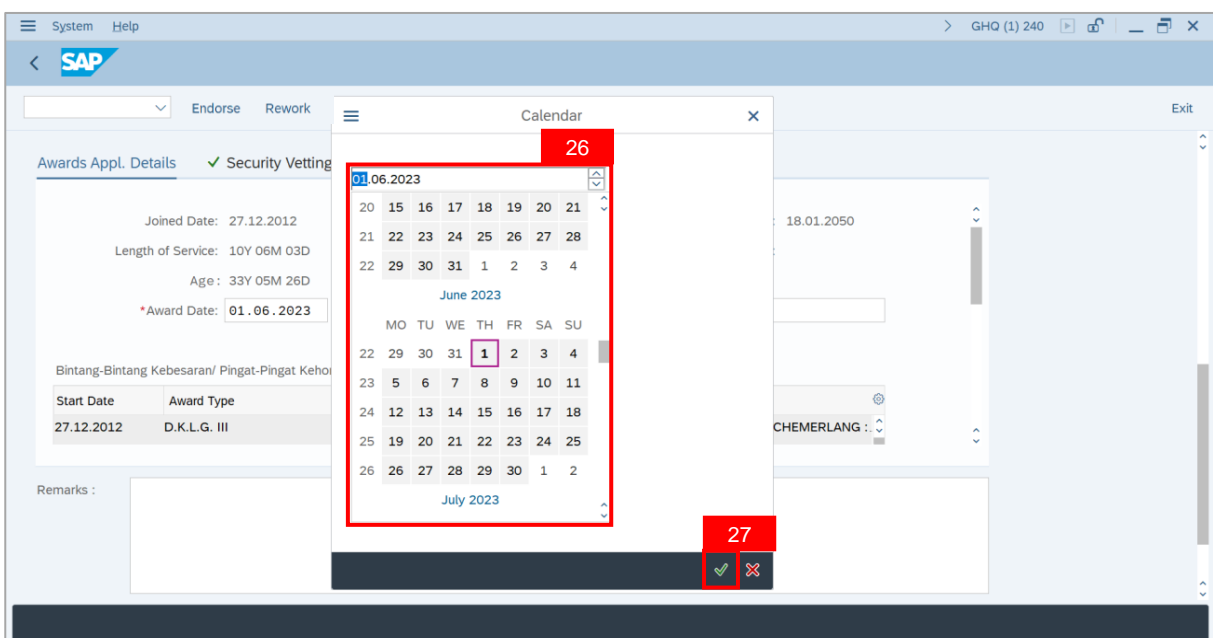 System Help
GHQ (1) 240
SAP
Endorse Rework
Exit
Calendar
26
Awards Appl. Details
Security Vetting
01.06.2023
20 15 16 17 18 19 20 21
21 22 23 24 25 26 27 28
22 29 30 31 1 2 3 4
June 2023
MO TU WE TH FR SA SU
22 29 30 31 1 2 3 4
23 5 6 7 8 9 10 11
24 12 13 14 15 16 17 18
25 19 20 21 22 23 24 25
26 26 27 28 29 30 1 2
July 2023
Joined Date: 27.12.2012
: 18.01.2050
Length of Service: 10Y 06M 03D
:
Age: 33Y 05M 26D
*Award Date: 01.06.2023
Bintang-Bintang Kebesaran/ Pingat-Pingat Keho
Start Date Award Type
27.12.2012 D.K.L.G. III
CHEMERLANG :.
Remarks :
27